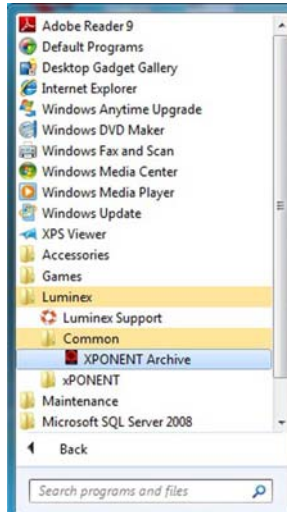 Adobe Reader 9
Default Programs
Desktop Gadget Gallery
Internet Explorer
Windows Anytime Upgrade
Windows DVD Maker
Windows Fax and Scan
Windows Media Center
Windows Media Player
Windows Update
XPS Viewer
Accessories
Games
Luminex
Luminex Support
Common
XPONENT Archive
xPONENT
Maintenance
Microsoft SQL Server 2008
Back
Search programs and files